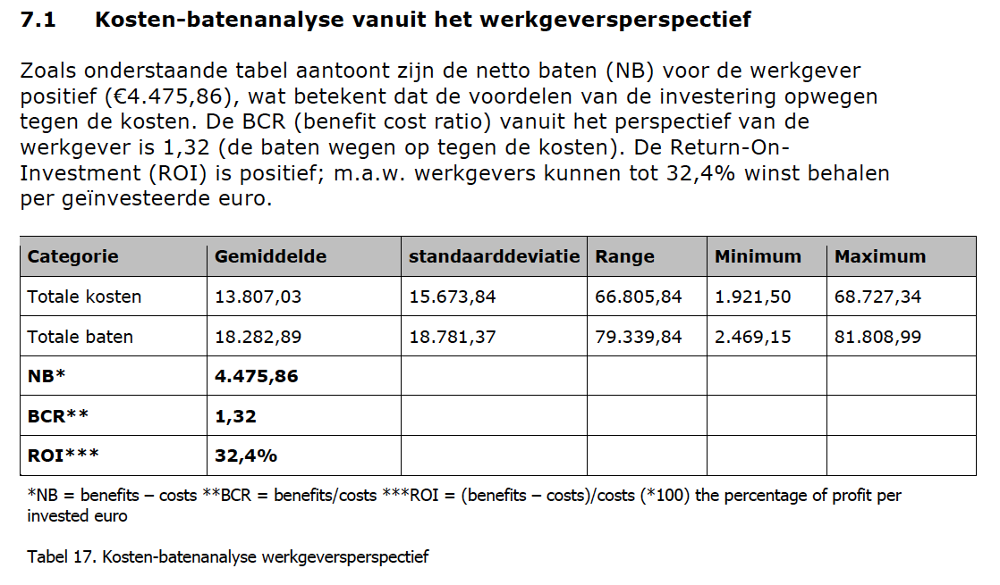 7.1 Kosten-batenanalyse vanuit het werkgeversperspectief
Zoals onderstaande tabel aantoont zijn de netto baten (NB) voor de werkgever
positief (€4.475,86), wat betekent dat de voordelen van de investering opwegen
tegen de kosten. De BCR (benefit cost ratio) vanuit het perspectief van de
werkgever is 1,32 (de baten wegen op tegen de kosten). De Return-On-
Investment (ROI) is positief; m.a.w. werkgevers kunnen tot 32,4% winst behalen
per geïnvesteerde euro.
Categorie Gemiddelde standaarddeviatie Range Minimum Maximum
Totale kosten 13.807,03 15.673,84 66.805,84 1.921,50 68.727,34
Totale baten 18.282,89 18.781,37 79.339,84 2.469,15 81.808,99
NB* 4.475,86
BCR** 1,32
ROI*** 32,4%
*NB = benefits – costs **BCR = benefits/costs ***ROI = (benefits – costs)/costs (*100) the percentage of profit per
invested euro
Tabel 17. Kosten-batenanalyse werkgeversperspectief